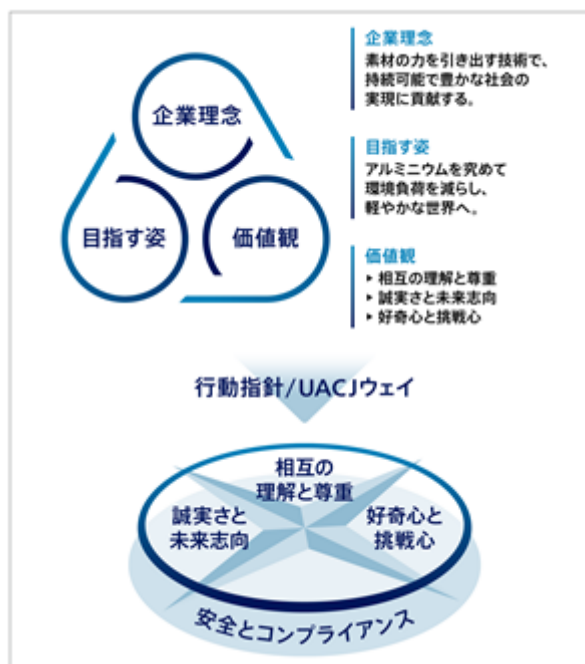 企業理念
目指す姿
価値観
企業理念
素材の力を引き出す技術で、
持続可能で豊かな社会の
実現に貢献する。
目指す姿
アルミニウムを究めて
環境負荷を減らし、
軽やかな世界へ。
価値観
▶ 相互の理解と尊重
▶ 誠実さと未来志向
▶ 好奇心と挑戦心
行動指針/UACJウェイ
相互の
理解と尊重
誠実さと
未来志向
好奇心と
挑戦心
安全とコンプライアンス